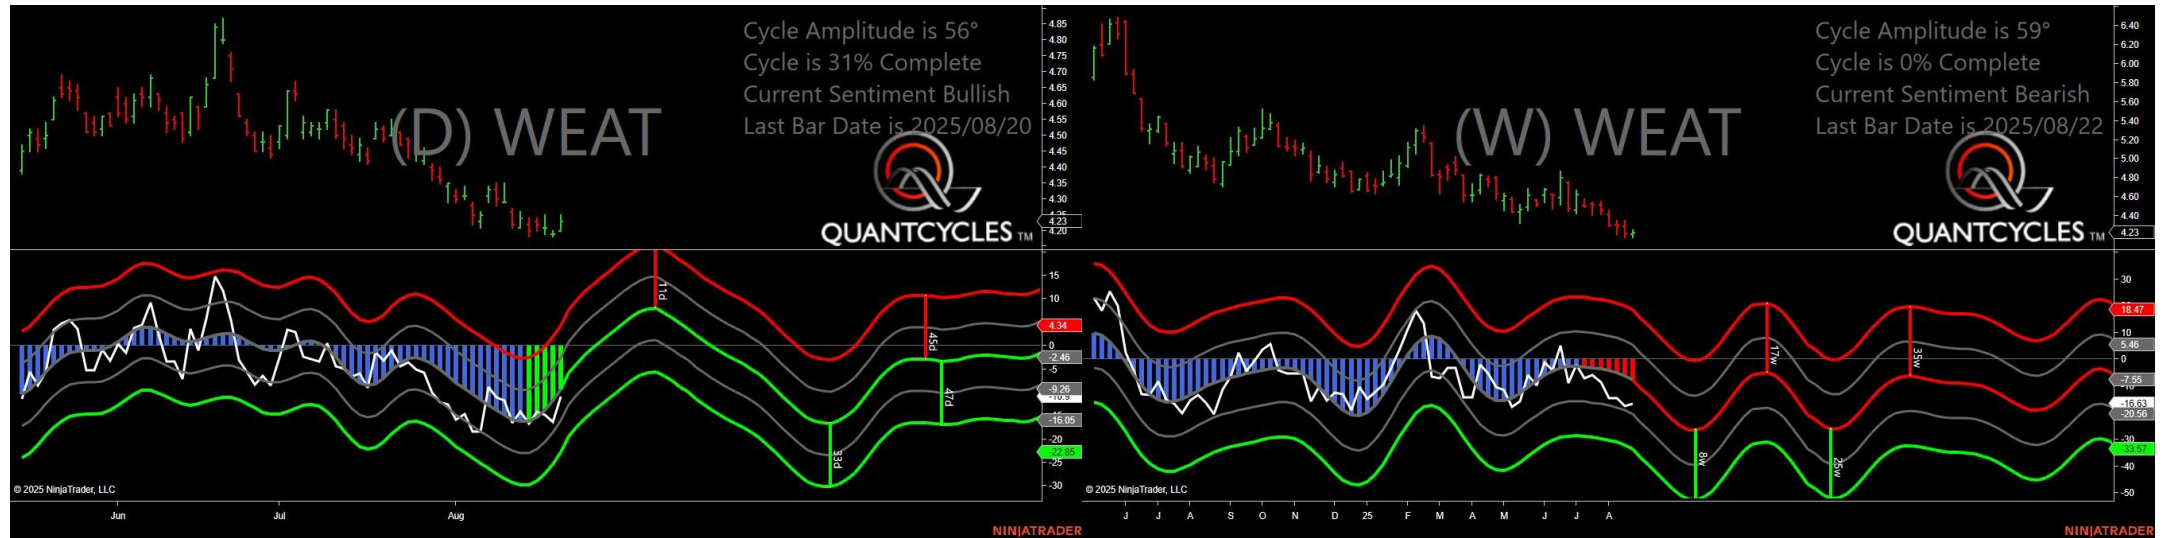 Cycle Amplitude is 56°
Cycle is 31% Complete
Current Sentiment Bullish
Last Bar Date is 2025/08/20
(D) WEAT
QUANTCYCLES TM
4.85
4.80
4.75
4.70
4.65
4.60
4.55
4.50
4.45
4.40
4.35
4.30
4.25
4.23
4.20
11d
45d
47d
33d
15
10
4.34
0
-2.46
-5
-9.26
-10.9
-16.05
-20
-22.85
-25
-30
© 2025 NinjaTrader, LLC
Jun Jul Aug
NINJATRADER
Cycle Amplitude is 59°
Cycle is 0% Complete
Current Sentiment Bearish
Last Bar Date is 2025/08/22
(W) WEAT
QUANTCYCLES TM
6.40
6.20
6.00
5.80
5.60
5.40
5.20
5.00
4.80
4.60
4.40
4.23
17w
35w
8w
25w
30
18.47
10
5.46
0
-7.55
-16.63
-20.56
-30
-33.57
-40
-50
© 2025 NinjaTrader, LLC
J J A S O N D 25 F M A M J J A
NINJATRADER